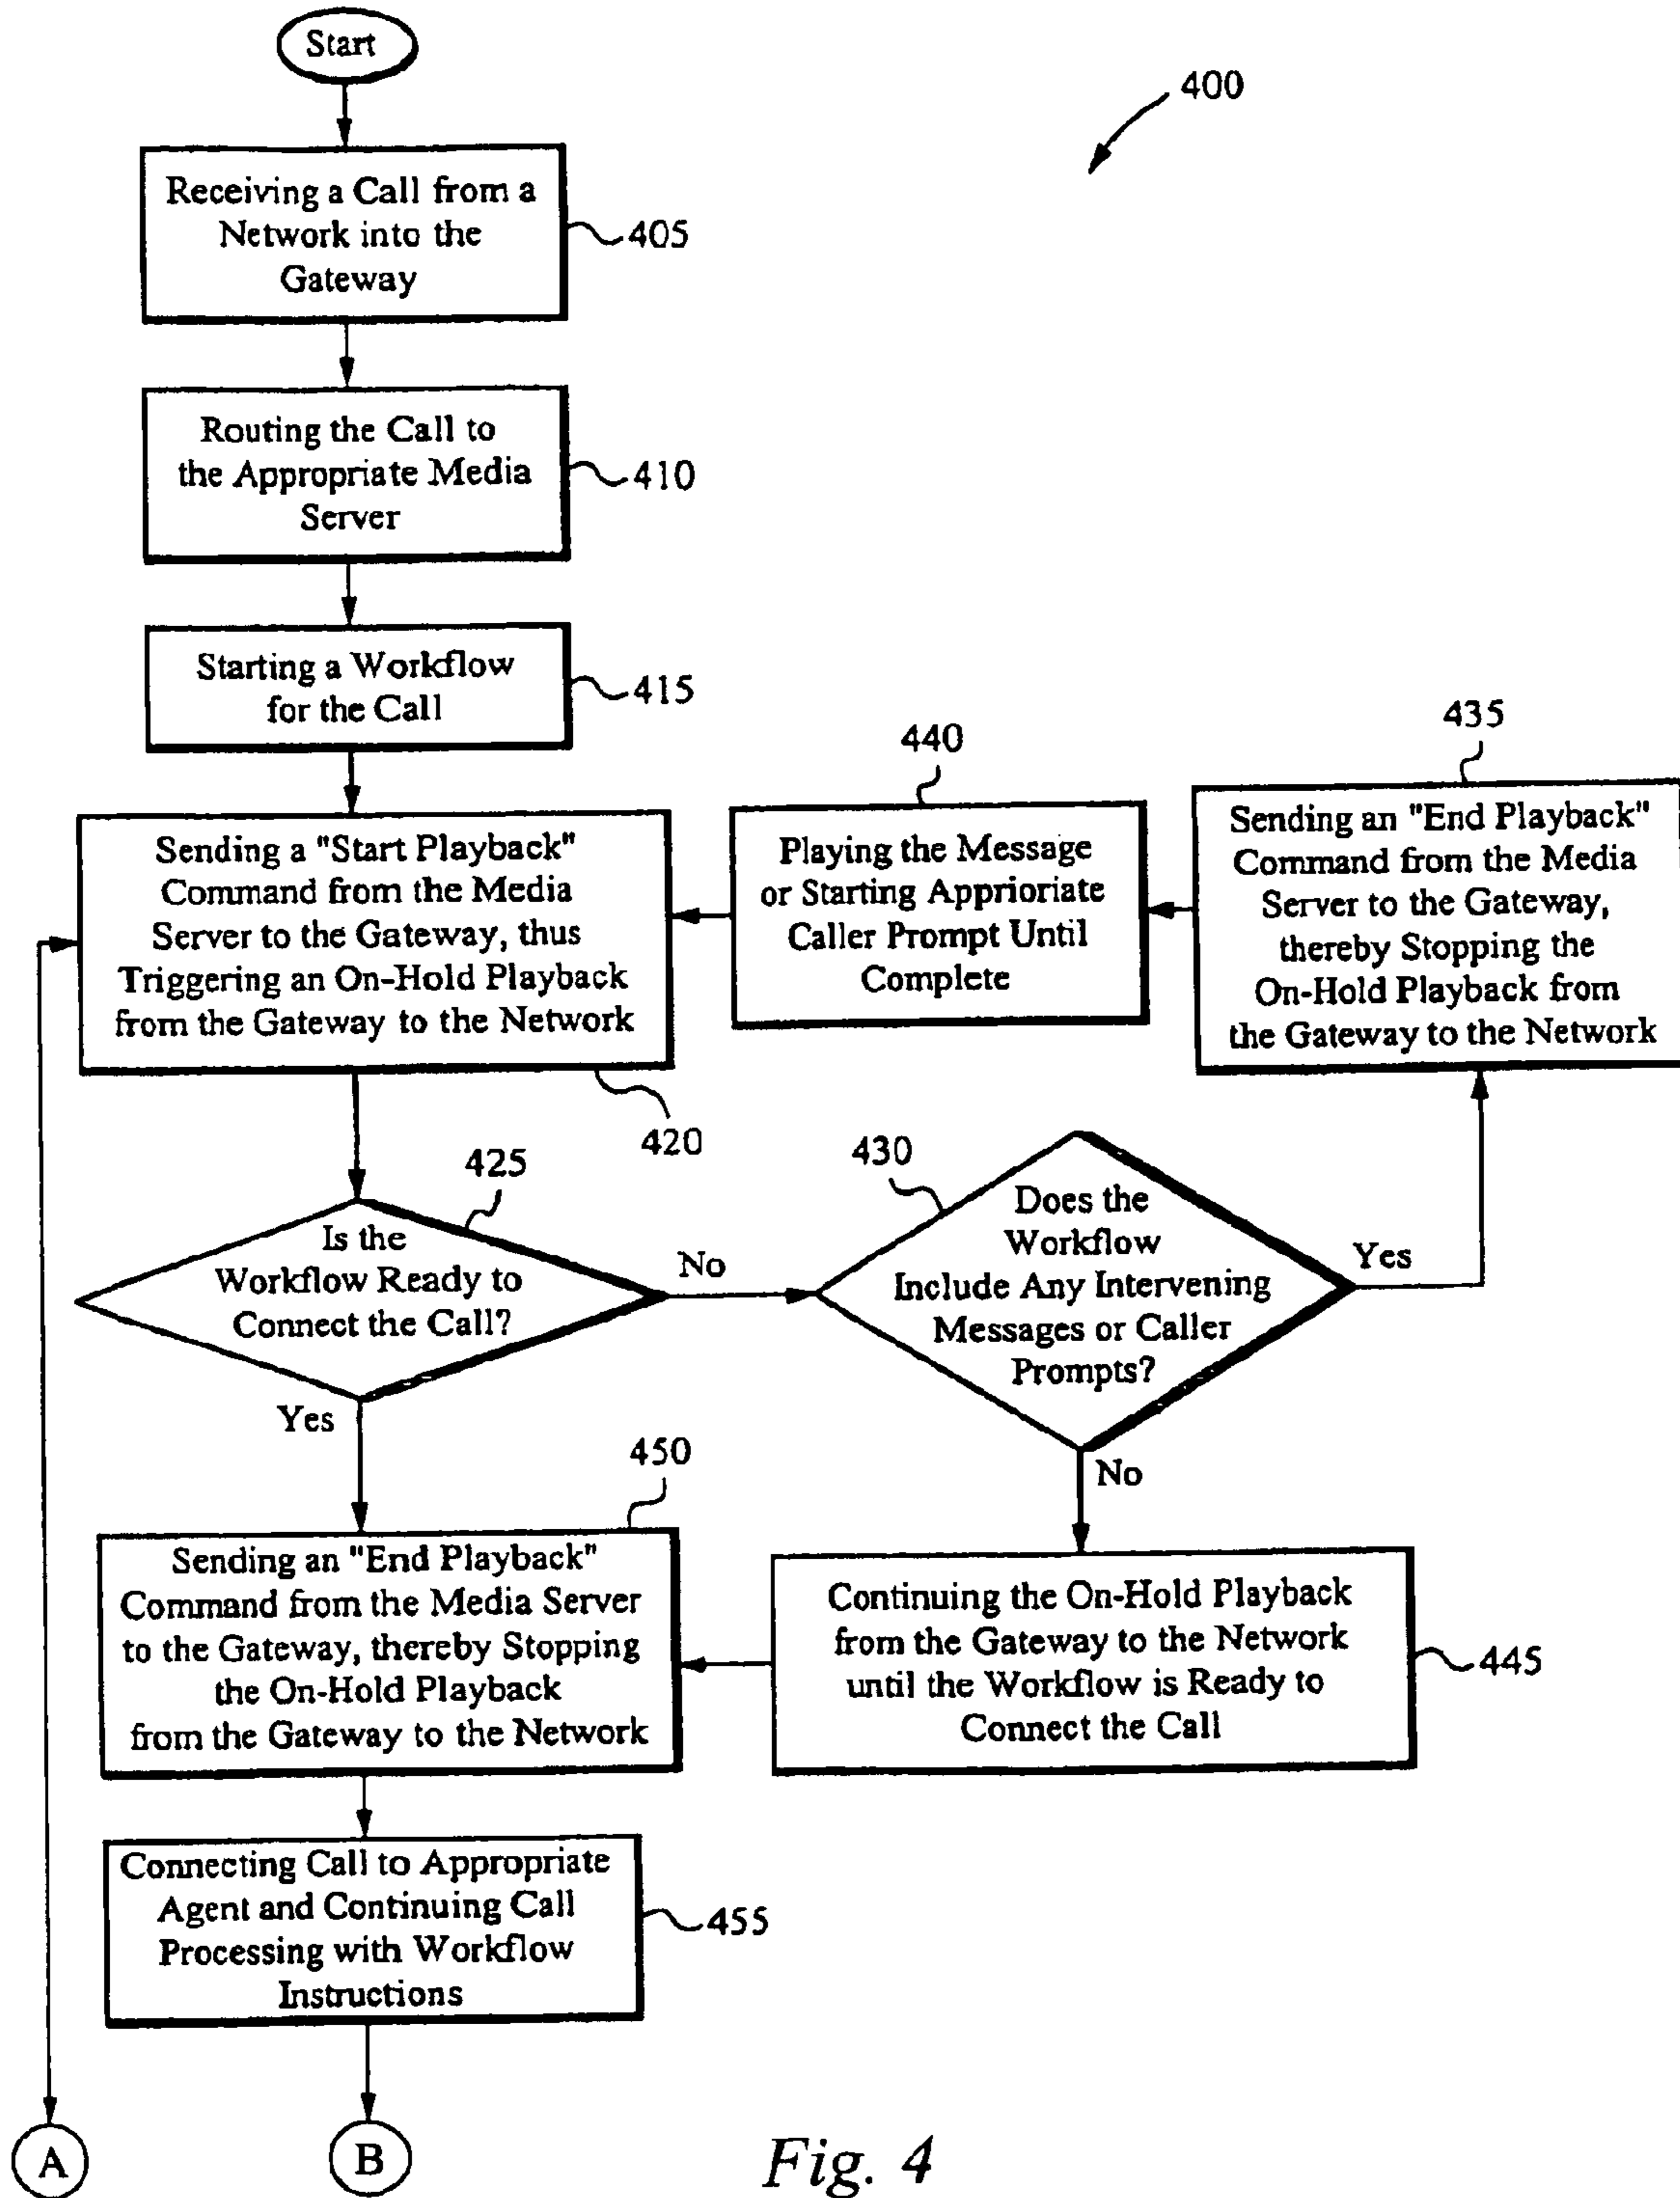 Start
400
Receiving a Call from a
Network into the
Gateway
405
Routing the Call to
the Appropriate Media
Server
410
Starting a Workflow
for the Call
415
435
440
Sending a "Start Playback"
Command from the Media
Server to the Gateway, thus
Triggering an On-Hold Playback
from the Gateway to the Network
420
Playing the Message
or Starting Apprioriate
Caller Prompt Until
Complete
Sending an "End Playback"
Command from the Media
Server to the Gateway,
thereby Stopping the
On-Hold Playback from
the Gateway to the Network
425
Is the
Workflow Ready to
Connect the Call?
No
Yes
430
Does the
Workflow
Include Any Intervening
Messages or Caller
Prompts?
Yes
No
450
Sending an "End Playback"
Command from the Media Server
to the Gateway, thereby Stopping
the On-Hold Playback
from the Gateway to the Network
Continuing the On-Hold Playback
from the Gateway to the Network
until the Workflow is Ready to
Connect the Call
445
Connecting Call to Appropriate
Agent and Continuing Call
Processing with Workflow
Instructions
455
A
B
Fig. 4